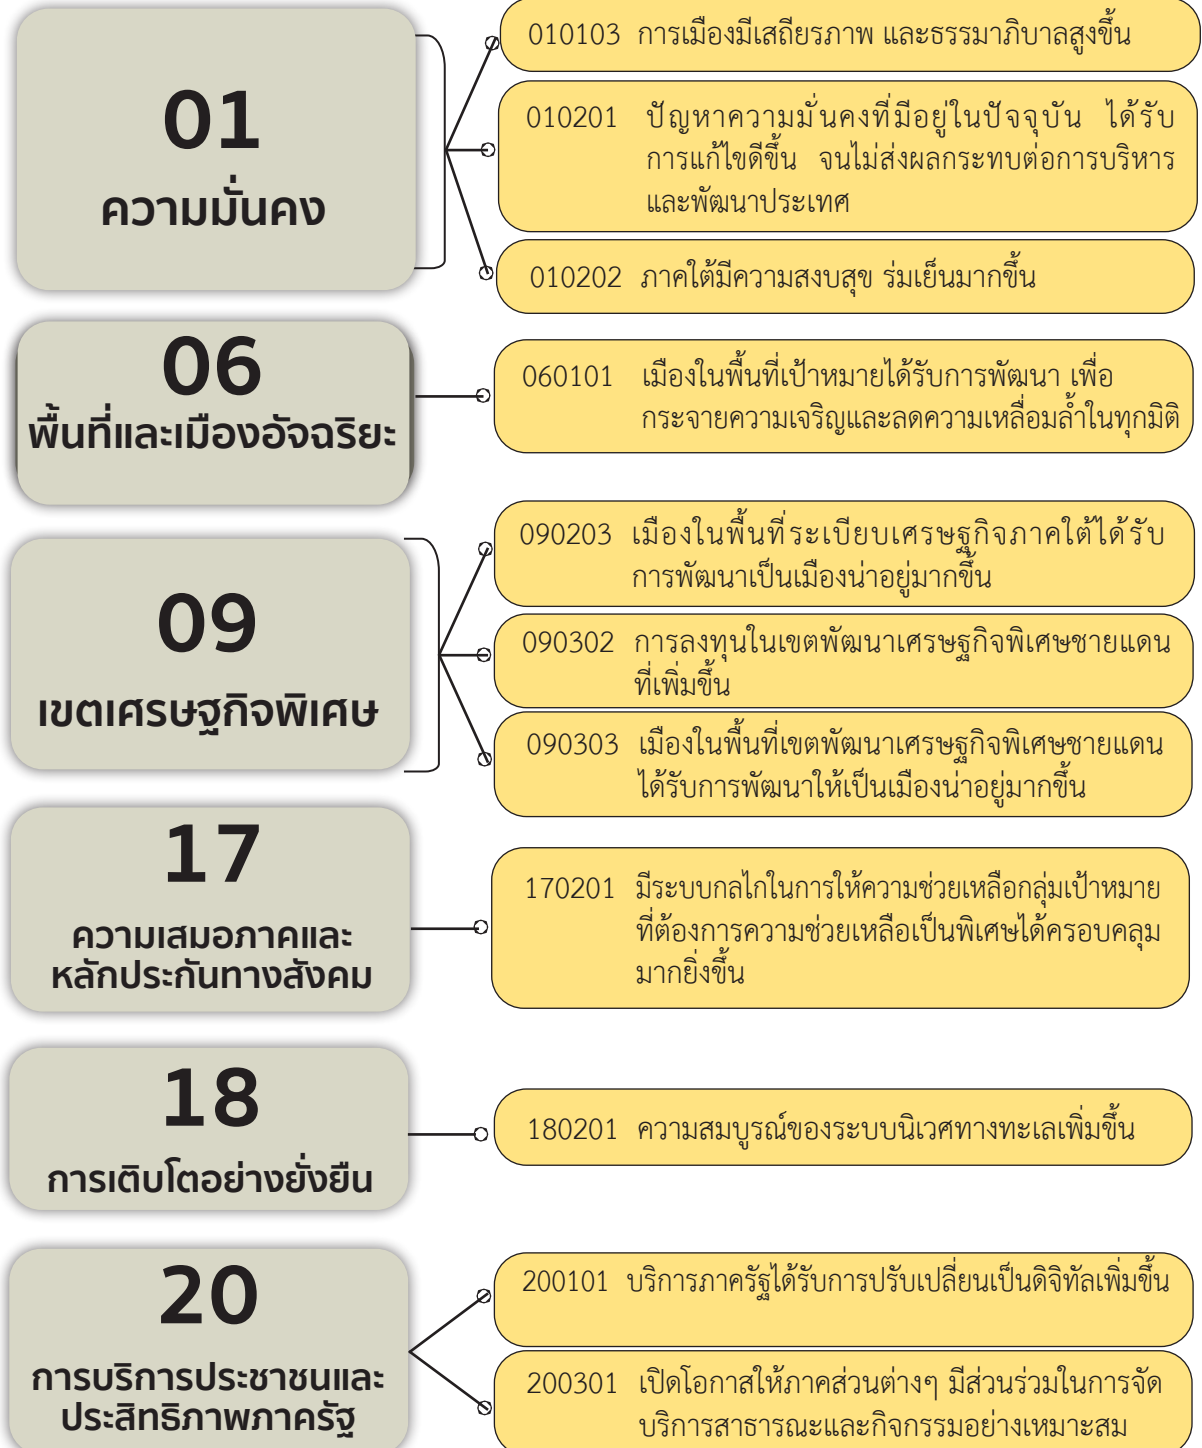 01
ความมั่นคง
010103 การเมืองมีเสถียรภาพ และธรรมาภิบาลสูงขึ้น
010201 ปัญหาความมั่นคงที่มีอยู่ในปัจจุบัน ได้รับ
การแก้ไขดีขึ้น จนไม่ส่งผลกระทบต่อการบริหาร
และพัฒนาประเทศ
010202 ภาคใต้มีความสงบสุข ร่มเย็นมากขึ้น
06
พื้นที่และเมืองอัจฉริยะ
060101 เมืองในพื้นที่เป้าหมายได้รับการพัฒนา เพื่อ
กระจายความเจริญและลดความเหลื่อมล้ำในทุกมิติ
09
เขตเศรษฐกิจพิเศษ
090203 เมืองในพื้นที่ระเบียบเศรษฐกิจภาคใต้ได้รับ
การพัฒนาเป็นเมืองน่าอยู่มากขึ้น
090302 การลงทุนในเขตพัฒนาเศรษฐกิจพิเศษชายแดน
ที่เพิ่มขึ้น
090303 เมืองในพื้นที่เขตพัฒนาเศรษฐกิจพิเศษชายแดน
ได้รับการพัฒนาให้เป็นเมืองน่าอยู่มากขึ้น
17
ความเสมอภาคและ
หลักประกันทางสังคม
170201 มีระบบกลไกในการให้ความช่วยเหลือกลุ่มเป้าหมาย
ที่ต้องการความช่วยเหลือเป็นพิเศษได้ครอบคลุม
มากยิ่งขึ้น
18
การเติบโตอย่างยั่งยืน
180201 ความสมบูรณ์ของระบบนิเวศทางทะเลเพิ่มขึ้น
20
การบริการประชาชนและ
ประสิทธิภาพภาครัฐ
200101 บริการภาครัฐได้รับการปรับเปลี่ยนเป็นดิจิทัลเพิ่มขึ้น
200301 เปิดโอกาสให้ภาคส่วนต่างๆ มีส่วนร่วมในการจัด
บริการสาธารณะและกิจกรรมอย่างเหมาะสม